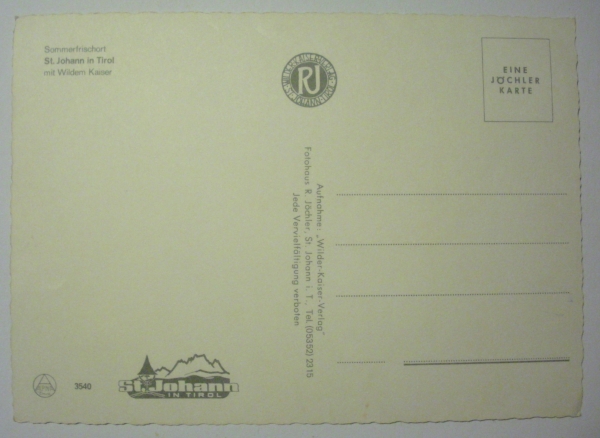 Sommerfrischort
St. Johann in Tirol
mit Wildem Kaiser
RJ
EINE
JÖCHLER
KARTE
Aufnahme: „Wilder-Kaiser-Verlag"
Fotohaus R. Jöchler, St. Johann i. T., Tel. (05352) 2315
Jede Vervielfältigung verboten
3540
St. Johann
IN TIROL